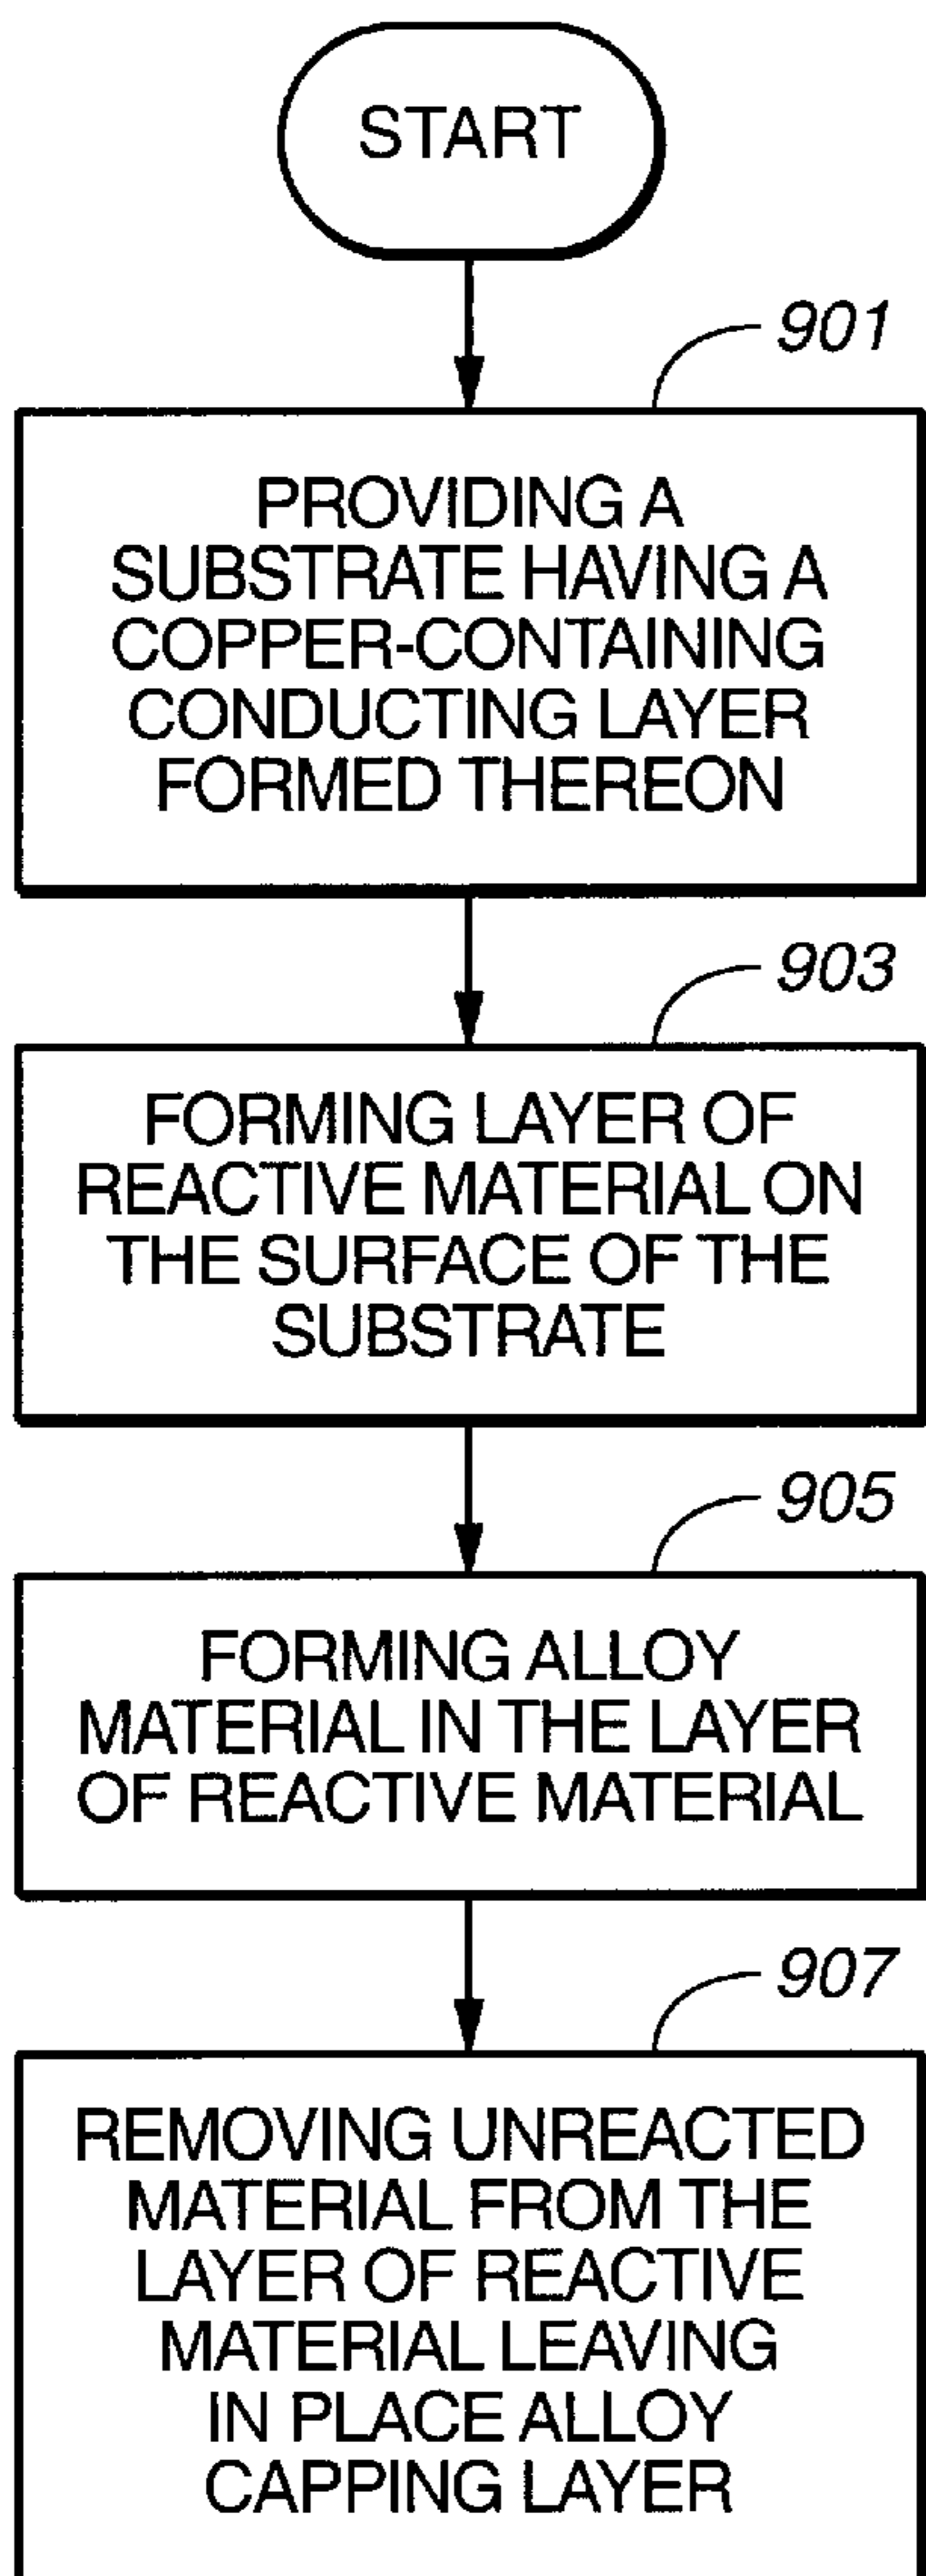 START
901
PROVIDING A
SUBSTRATE HAVING A
COPPER-CONTAINING
CONDUCTING LAYER
FORMED THEREON
903
FORMING LAYER OF
REACTIVE MATERIAL ON
THE SURFACE OF THE
SUBSTRATE
905
FORMING ALLOY
MATERIAL IN THE LAYER
OF REACTIVE MATERIAL
907
REMOVING UNREACTED
MATERIAL FROM THE
LAYER OF REACTIVE
MATERIAL LEAVING
IN PLACE ALLOY
CAPPING LAYER